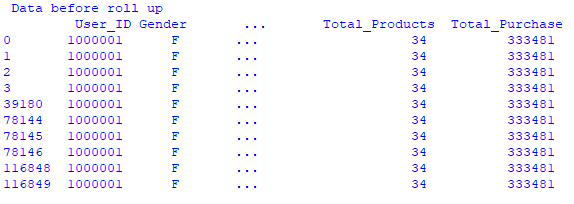 Data before roll up
User_ID Gender ... Total_Products Total_Purchase
0 1000001 F ... 34 333481
1 1000001 F ... 34 333481
2 1000001 F ... 34 333481
3 1000001 F ... 34 333481
39180 1000001 F ... 34 333481
78144 1000001 F ... 34 333481
78145 1000001 F ... 34 333481
78146 1000001 F ... 34 333481
116848 1000001 F ... 34 333481
116849 1000001 F ... 34 333481